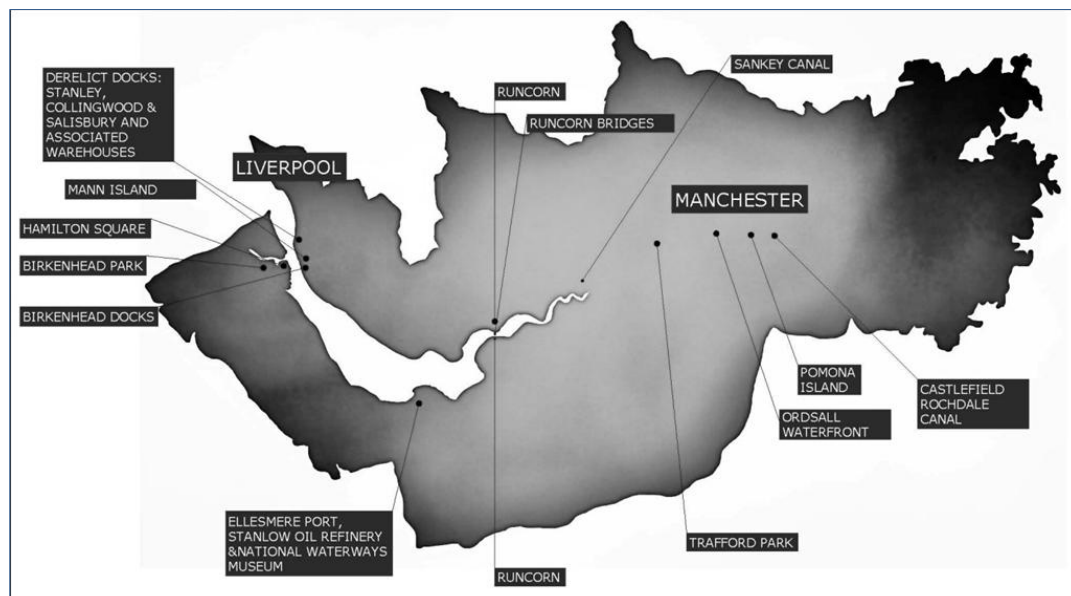 SANKEY CANAL
DERELICT DOCKS:
STANLEY,
COLLINGWOOD &
SALISBURY AND
ASSOCIATED
WAREHOUSES
RUNCORN
RUNCORN BRIDGES
LIVERPOOL
MANN ISLAND
MANCHESTER
HAMILTON SQUARE
BIRKENHEAD PARK
BIRKENHEAD DOCKS
POMONA
ISLAND
CASTLEFIELD
ROCHDALE
CANAL
ORDSALL
WATERFRONT
ELLESMERE PORT,
STANLOW OIL REFINERY
&NATIONAL WATERWAYS
MUSEUM
TRAFFORD PARK
RUNCORN